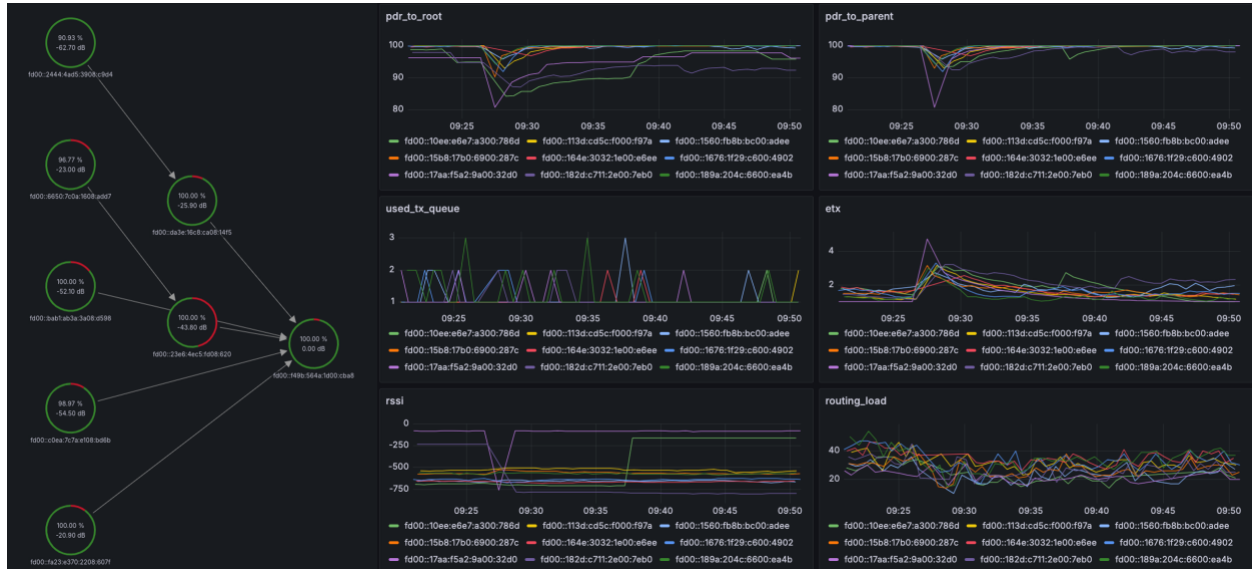 90.93 %
-62.70 dB
fd00::2444:4ad5:3908:c9d4
96.77 %
-23.00 dB
fd00::6650:7c0a:1608:add7
100.00 %
-25.90 dB
fd00::da3e:16c8:ca08:14f5
100.00 %
-52.10 dB
fd00::bab1:ab3a:3a08:d598
100.00 %
-43.80 dB
fd00::23e6:4ec5:fd08:620
100.00 %
0.00 dB
fd00::f49b:564a:1d00:cba8
98.97 %
-54.50 dB
fd00::c0ea:7c7a:e108:bd6b
100.00 %
-20.90 dB
fd00::fa23:e370:2208:607f
pdr_to_root
100
90
80
09:25 09:30 09:35 09:40 09:45 09:50
fd00::10ee:e6e7:a300:786d fd00::113d:cd5c:f000:f97a fd00::1560:fb8b:bc00:adee
fd00::15b8:17b0:6900:287c fd00::164e:3032:1e00:e6ee fd00::1676:1f29:c600:4902
fd00::17aa:f5a2:9a00:32d0 fd00::182d:c711:2e00:7eb0 fd00::189a:204c:6600:ea4b
pdr_to_parent
100
90
80
09:25 09:30 09:35 09:40 09:45 09:50
fd00::10ee:e6e7:a300:786d fd00::113d:cd5c:f000:f97a fd00::1560:fb8b:bc00:adee
fd00::15b8:17b0:6900:287c fd00::164e:3032:1e00:e6ee fd00::1676:1f29:c600:4902
fd00::17aa:f5a2:9a00:32d0 fd00::182d:c711:2e00:7eb0 fd00::189a:204c:6600:ea4b
used_tx_queue
3
2
1
09:25 09:30 09:35 09:40 09:45 09:50
fd00::10ee:e6e7:a300:786d fd00::113d:cd5c:f000:f97a fd00::1560:fb8b:bc00:adee
fd00::15b8:17b0:6900:287c fd00::164e:3032:1e00:e6ee fd00::1676:1f29:c600:4902
fd00::17aa:f5a2:9a00:32d0 fd00::182d:c711:2e00:7eb0 fd00::189a:204c:6600:ea4b
etx
4
2
09:25 09:30 09:35 09:40 09:45 09:50
fd00::10ee:e6e7:a300:786d fd00::113d:cd5c:f000:f97a fd00::1560:fb8b:bc00:adee
fd00::15b8:17b0:6900:287c fd00::164e:3032:1e00:e6ee fd00::1676:1f29:c600:4902
fd00::17aa:f5a2:9a00:32d0 fd00::182d:c711:2e00:7eb0 fd00::189a:204c:6600:ea4b
rssi
0
-250
-500
-750
09:25 09:30 09:35 09:40 09:45 09:50
fd00::10ee:e6e7:a300:786d fd00::113d:cd5c:f000:f97a fd00::1560:fb8b:bc00:adee
fd00::15b8:17b0:6900:287c fd00::164e:3032:1e00:e6ee fd00::1676:1f29:c600:4902
fd00::17aa:f5a2:9a00:32d0 fd00::182d:c711:2e00:7eb0 fd00::189a:204c:6600:ea4b
routing_load
40
20
09:25 09:30 09:35 09:40 09:45 09:50
fd00::10ee:e6e7:a300:786d fd00::113d:cd5c:f000:f97a fd00::1560:fb8b:bc00:adee
fd00::15b8:17b0:6900:287c fd00::164e:3032:1e00:e6ee fd00::1676:1f29:c600:4902
fd00::17aa:f5a2:9a00:32d0 fd00::182d:c711:2e00:7eb0 fd00::189a:204c:6600:ea4b